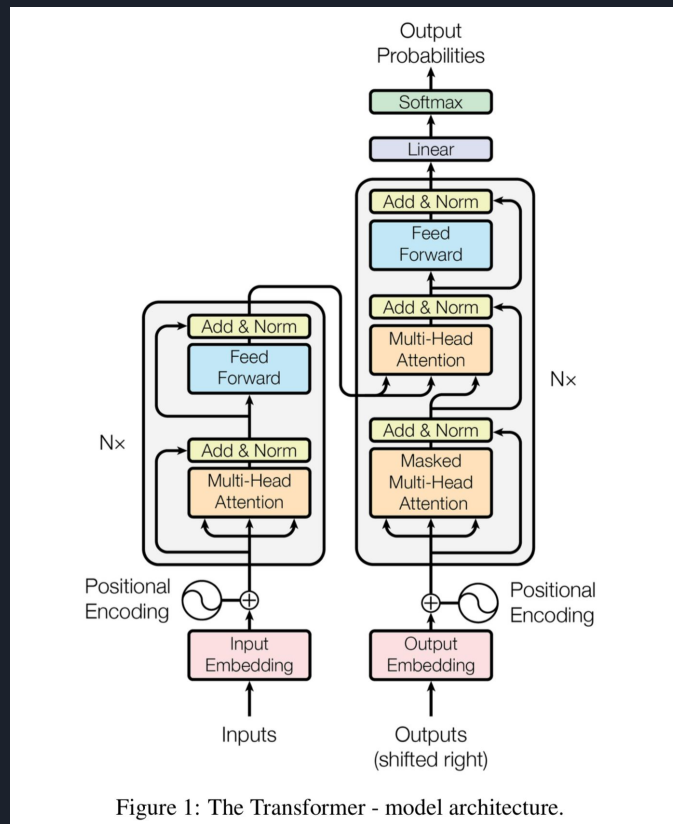 Output
Probabilities
Softmax
Linear
Add & Norm
Feed
Forward
Add & Norm
Multi-Head
Attention
N×
Add & Norm
Masked
Multi-Head
Attention
Add & Norm
Feed
Forward
N×
Add & Norm
Multi-Head
Attention
Positional
Encoding
Positional
Encoding
Input
Embedding
Output
Embedding
Inputs
Outputs
(shifted right)
Figure 1: The Transformer - model architecture.